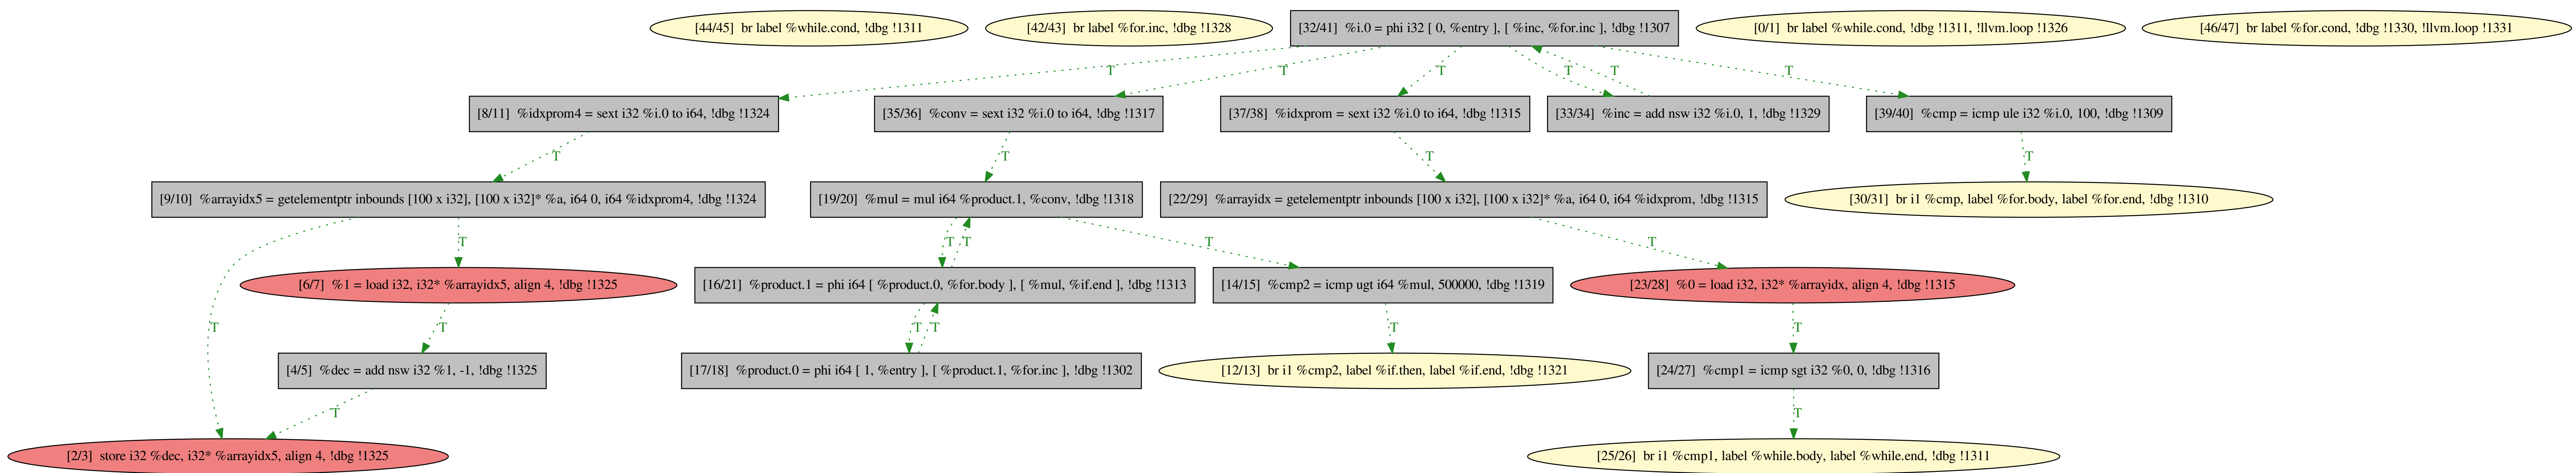 [44/45] br label %while.cond, !dbg !1311
[42/43] br label %for.inc, !dbg !1328
[32/41] %i.0 = phi i32 [ 0, %entry ], [ %inc, %for.inc ], !dbg !1307
[0/1] br label %while.cond, !dbg !1311, !llvm.loop !1326
[46/47] br label %for.cond, !dbg !1330, !llvm.loop !1331
T
T
T
T
T
T
[8/11] %idxprom4 = sext i32 %i.0 to i64, !dbg !1324
[35/36] %conv = sext i32 %i.0 to i64, !dbg !1317
[37/38] %idxprom = sext i32 %i.0 to i64, !dbg !1315
[33/34] %inc = add nsw i32 %i.0, 1, !dbg !1329
[39/40] %cmp = icmp ule i32 %i.0, 100, !dbg !1309
T
T
T
T
[9/10] %arrayidx5 = getelementptr inbounds [100 x i32], [100 x i32]* %a, i64 0, i64 %idxprom4, !dbg !1324
[19/20] %mul = mul i64 %product.1, %conv, !dbg !1318
[22/29] %arrayidx = getelementptr inbounds [100 x i32], [100 x i32]* %a, i64 0, i64 %idxprom, !dbg !1315
[30/31] br i1 %cmp, label %for.body, label %for.end, !dbg !1310
T
T
T
T
T
[6/7] %1 = load i32, i32* %arrayidx5, align 4, !dbg !1325
[16/21] %product.1 = phi i64 [ %product.0, %for.body ], [ %mul, %if.end ], !dbg !1313
[14/15] %cmp2 = icmp ugt i64 %mul, 500000, !dbg !1319
[23/28] %0 = load i32, i32* %arrayidx, align 4, !dbg !1315
T
T
T
T
T
T
[4/5] %dec = add nsw i32 %1, -1, !dbg !1325
[17/18] %product.0 = phi i64 [ 1, %entry ], [ %product.1, %for.inc ], !dbg !1302
[12/13] br i1 %cmp2, label %if.then, label %if.end, !dbg !1321
[24/27] %cmp1 = icmp sgt i32 %0, 0, !dbg !1316
T
T
[2/3] store i32 %dec, i32* %arrayidx5, align 4, !dbg !1325
[25/26] br i1 %cmp1, label %while.body, label %while.end, !dbg !1311